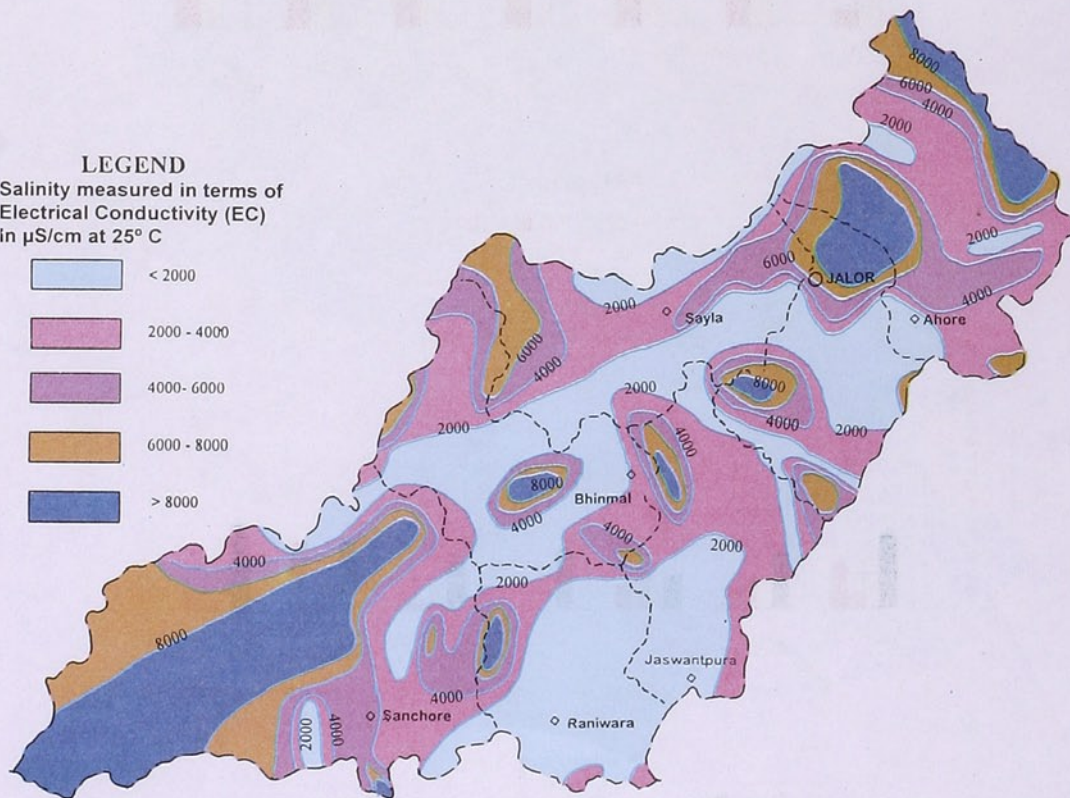 LEGEND
Salinity measured in terms of
Electrical Conductivity (EC)
in µS/cm at 25° C
< 2000
2000 - 4000
4000- 6000
6000 - 8000
> 8000
8000
6000
4000
2000
2000
4000
6000
JALOR
Ahore
2000
Sayla
6000
4000
2000
8000
4000
2000
2000
4000
Bhinmal
8000
4000
4000
2000
2000
4000
8000
4000
Sanchore
2000
4000
Jaswantpura
Raniwara